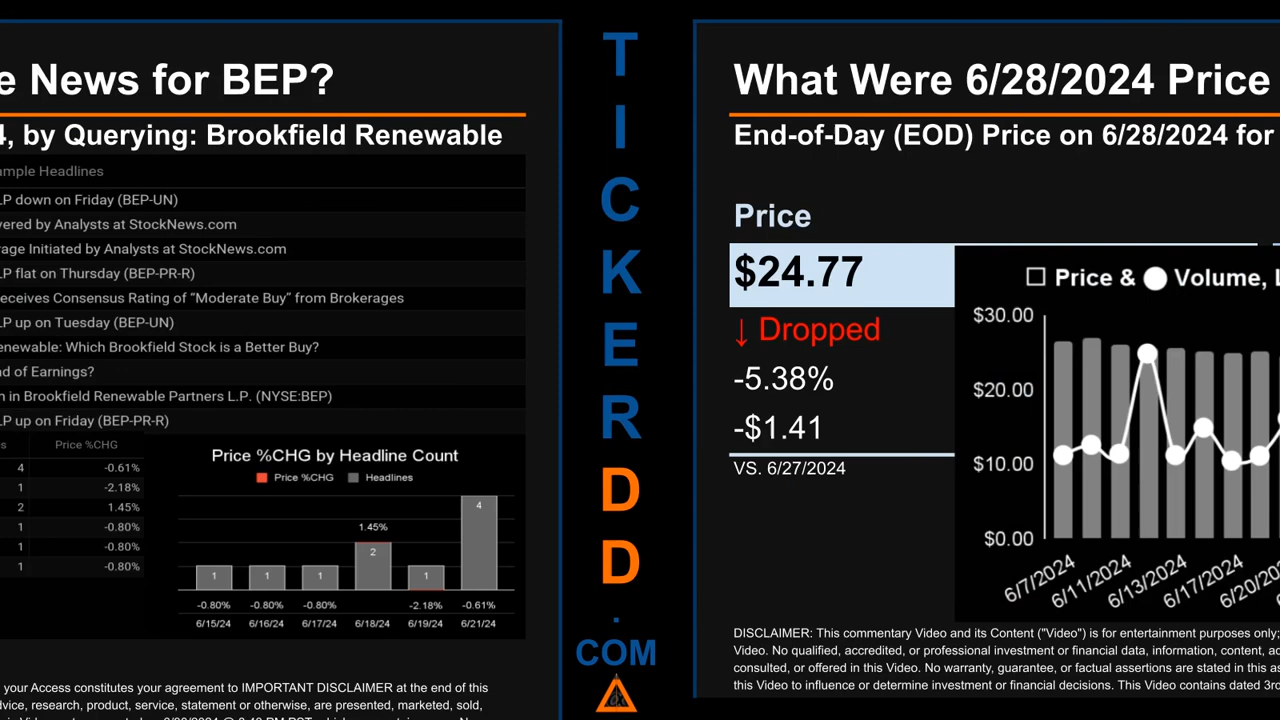 e News for BEP?
4, by Querying: Brookfield Renewable
ample Headlines
LP down on Friday (BEP-UN)
vered by Analysts at StockNews.com
rage Initiated by Analysts at StockNews.com
LP flat on Thursday (BEP-PR-R)
eceives Consensus Rating of “Moderate Buy” from Brokerages
LP up on Tuesday (BEP-UN)
enewable: Which Brookfield Stock is a Better Buy?
nd of Earnings?
n in Brookfield Renewable Partners L.P. (NYSE:BEP)
LP up on Friday (BEP-PR-R)
s Price %CHG
4 -0.61%
1 -2.18%
2 1.45%
1 -0.80%
1 -0.80%
1 -0.80%
Price %CHG by Headline Count
Price %CHG Headlines
4
1.45%
2
1 1 1 1
-0.80% -0.80% -0.80% -2.18% -0.61%
6/15/24 6/16/24 6/17/24 6/18/24 6/19/24 6/21/24
your Access constitutes your agreement to IMPORTANT DISCLAIMER at the end of this
dvice, research, product, service, statement or otherwise, are presented, marketed, sold,
T
I
C
K
E
R
D
D
.
COM
What Were 6/28/2024 Price
End-of-Day (EOD) Price on 6/28/2024 for
Price
$24.77
↓ Dropped
-5.38%
-$1.41
VS. 6/27/2024
Price & Volume, L
$30.00
$20.00
$10.00
$0.00
6/7/2024 6/11/2024 6/13/2024 6/17/2024 6/20/202
DISCLAIMER: This commentary Video and its Content ("Video") is for entertainment purposes only;
Video. No qualified, accredited, or professional investment or financial data, information, content, ad
consulted, or offered in this Video. No warranty, guarantee, or factual assertions are stated in this as
this Video to influence or determine investment or financial decisions. This Video contains dated 3rd